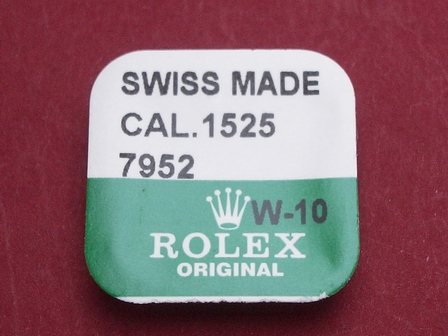 SWISS MADE
CAL.1525
7952
W-10
ROLEX
ORIGINAL